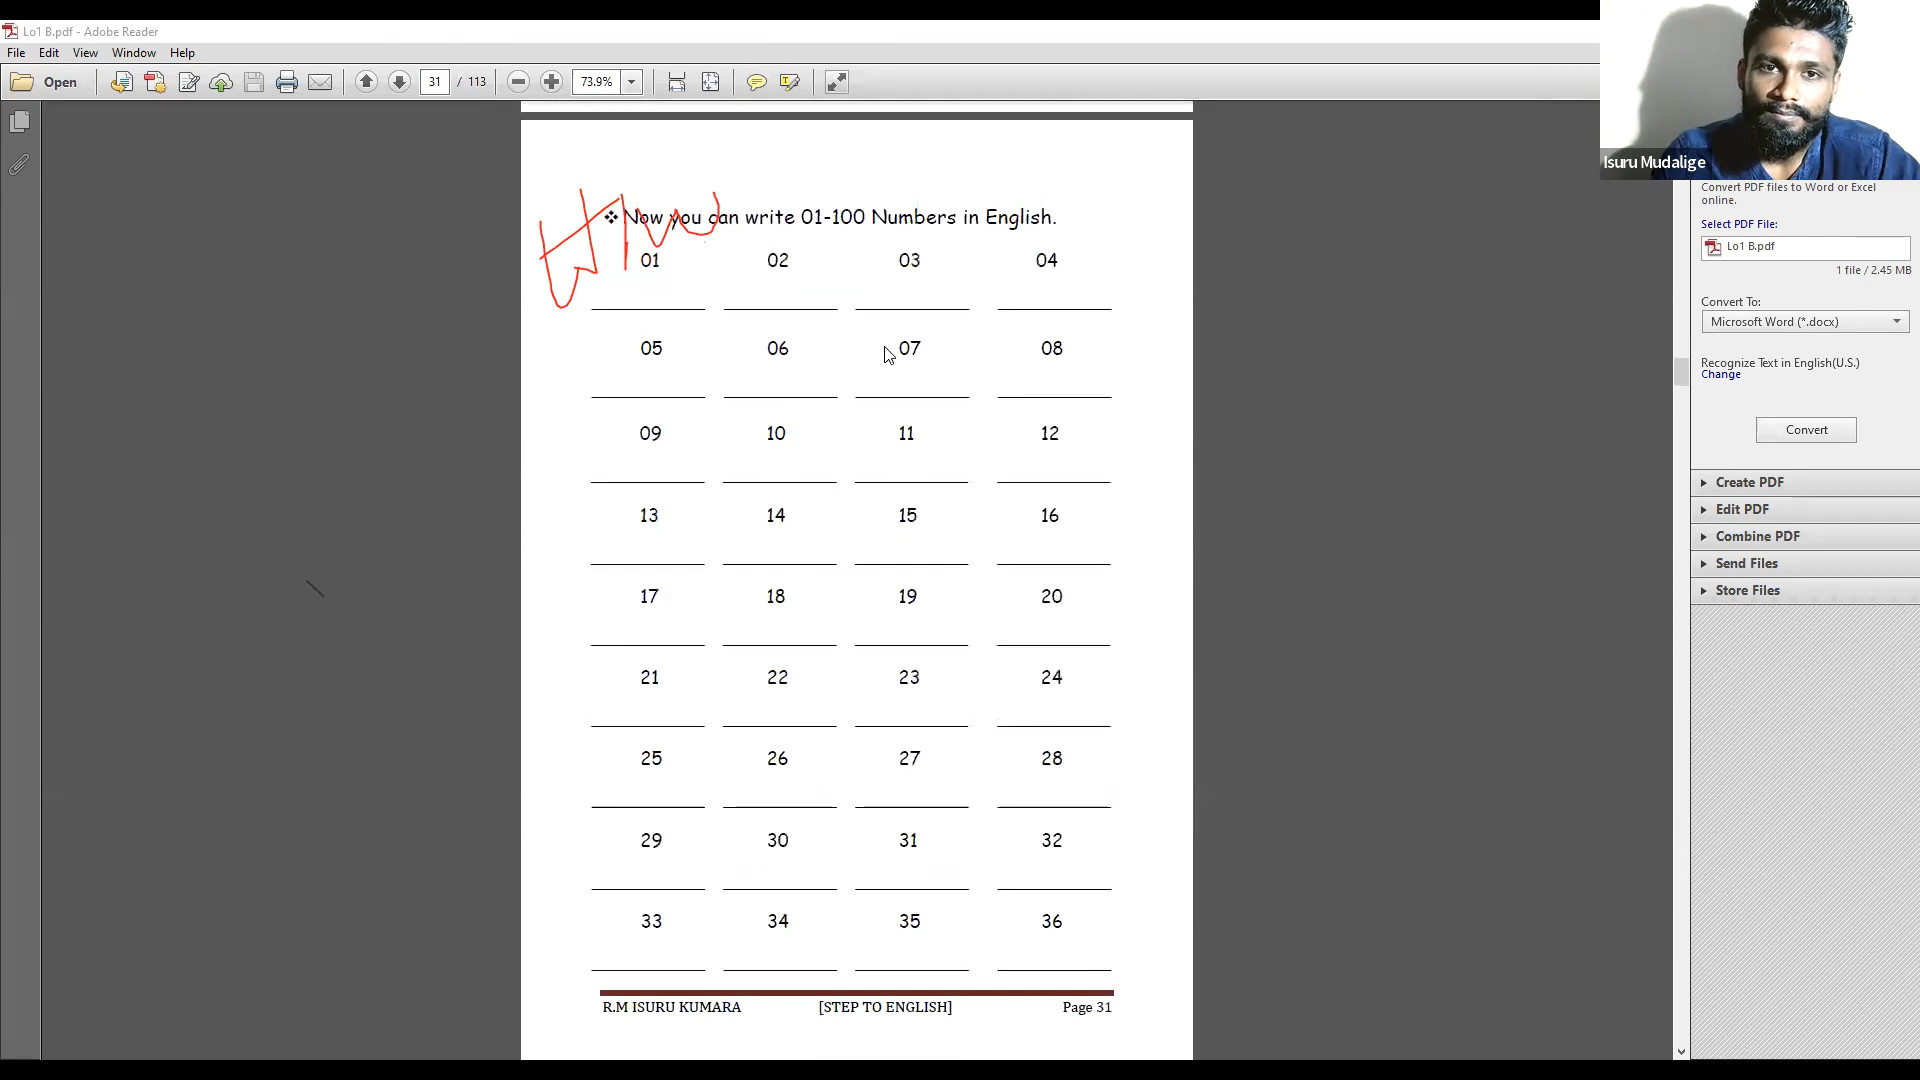 Lo1 B.pdf - Adobe Reader
File Edit View Window Help
Open 31 / 113 73.9%
Isuru Mudalige
Convert PDF files to Word or Excel
online.
Select PDF File:
Lo1 B.pdf
1 file / 2.45 MB
Convert To:
Microsoft Word (*.docx)
Recognize Text in English(U.S.)
Change
Convert
Create PDF
Edit PDF
Combine PDF
Send Files
Store Files
❖ Now you can write 01-100 Numbers in English.
01 02 03 04
05 06 07 08
09 10 11 12
13 14 15 16
17 18 19 20
21 22 23 24
25 26 27 28
29 30 31 32
33 34 35 36
R.M ISURU KUMARA [STEP TO ENGLISH] Page 31